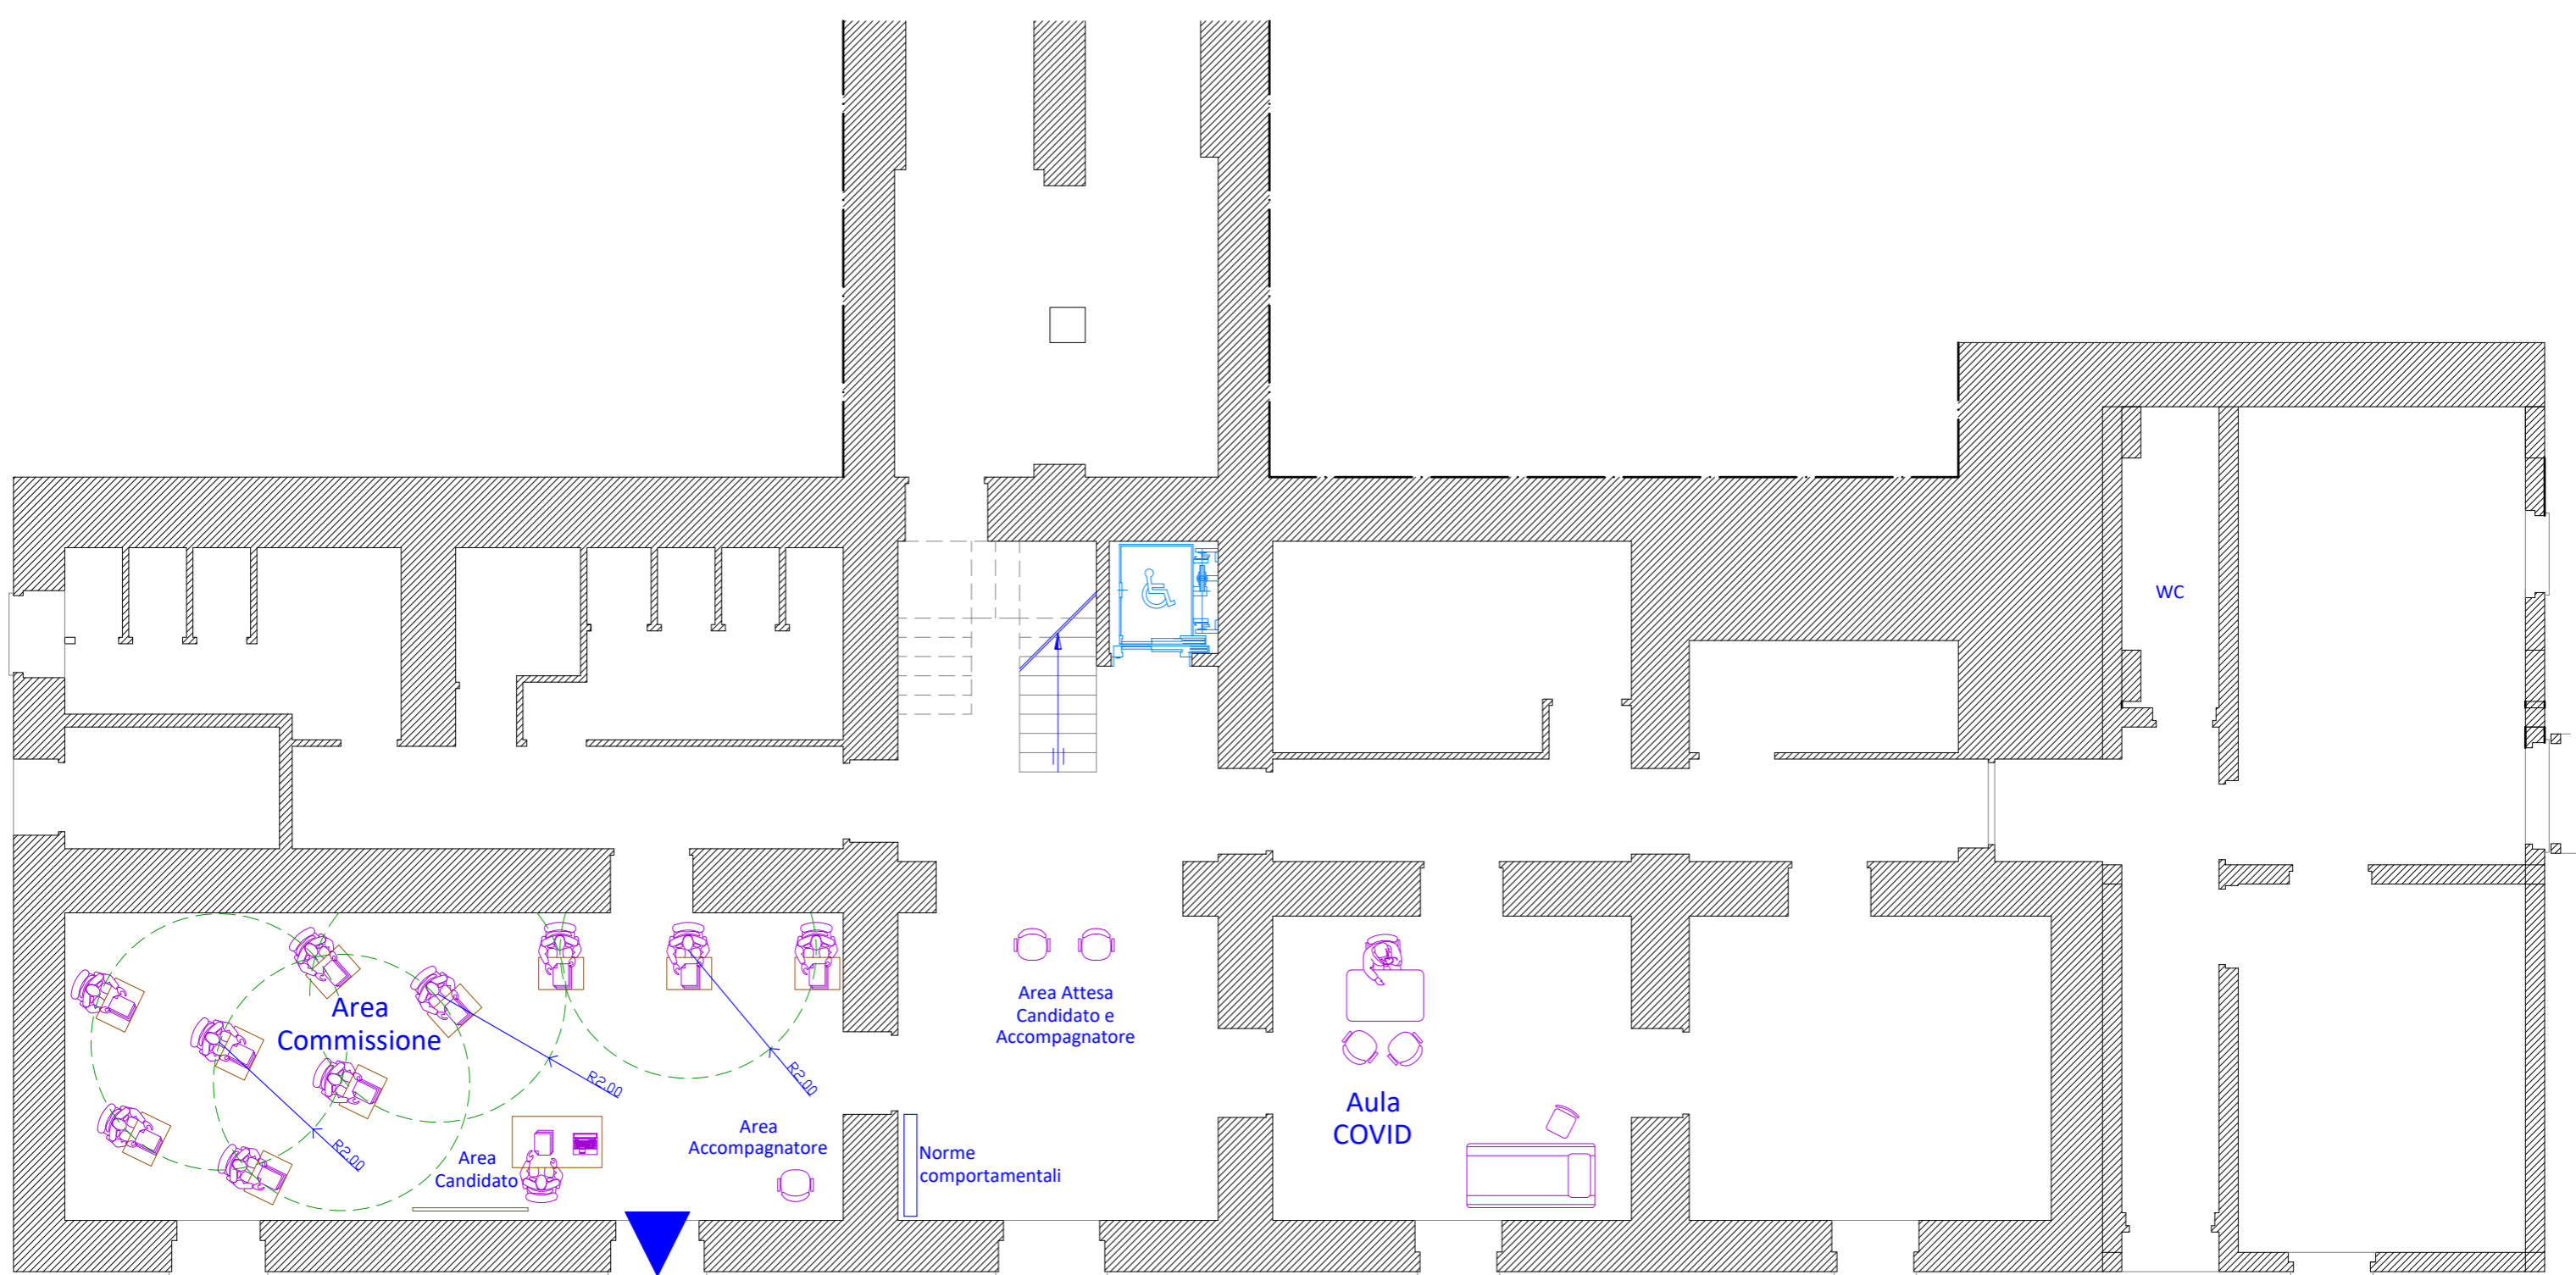 WC
Area
Commissione
Area Attesa
Candidato e
Accompagnatore
R2.00
R2.00
R2.00
Aula
COVID
Area
Accompagnatore
Area
Candidato
Norme
comportamentali